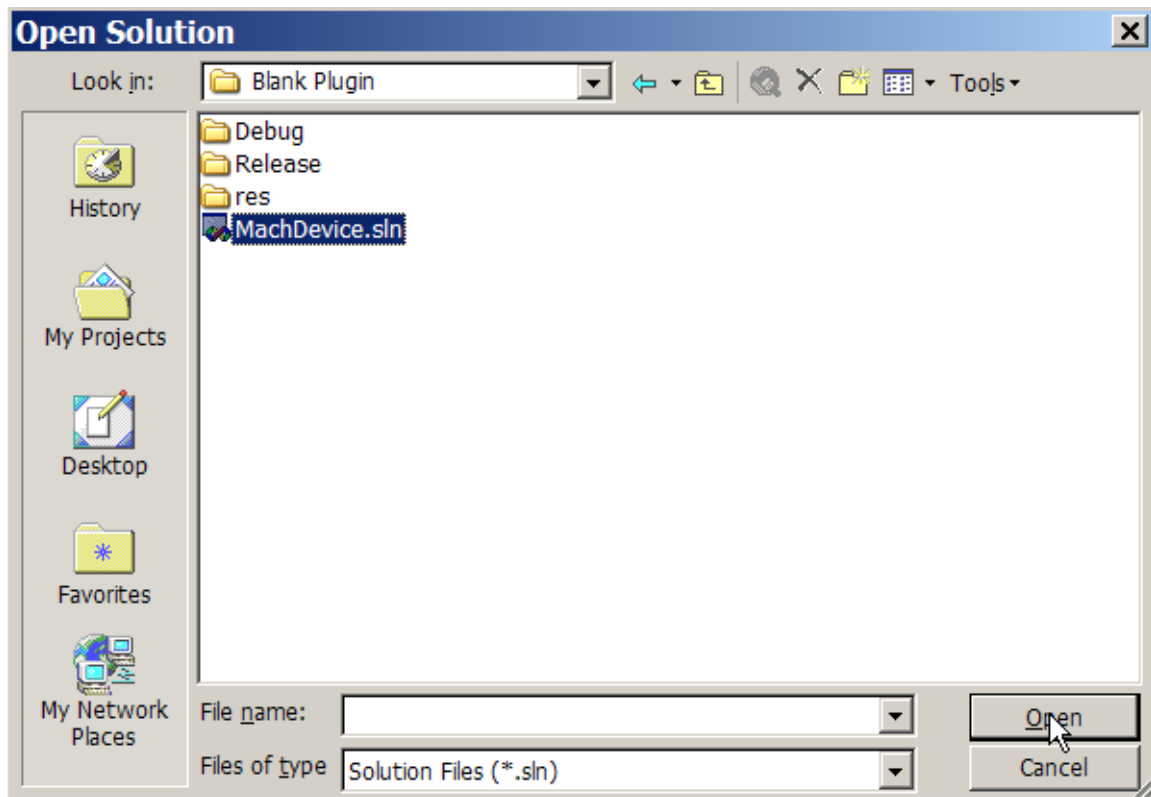 Open Solution
Look in: Blank Plugin Tools
Debug
Release
res
MachDevice.sln
History
My Projects
Desktop
Favorites
My Network
Places
File name: Open
Files of type Solution Files (*.sln) Cancel